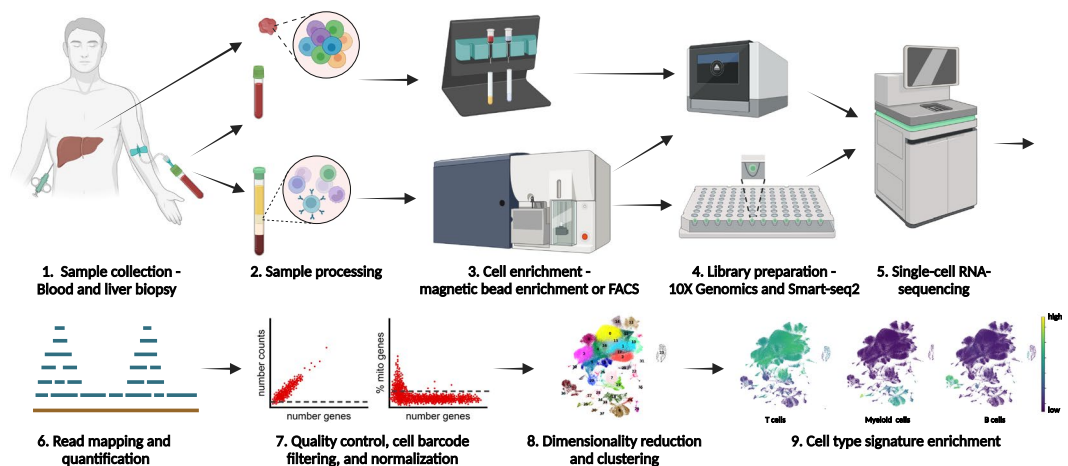 1. Sample collection -
Blood and liver biopsy
2. Sample processing
3. Cell enrichment -
magnetic bead enrichment or FACS
4. Library preparation -
10X Genomics and Smart-seq2
5. Single-cell RNA-
sequencing
number counts
number genes
% mito genes
number genes
T cells
Myeloid cells
B cells
high
low
6. Read mapping and
quantification
7. Quality control, cell barcode
filtering, and normalization
8. Dimensionality reduction
and clustering
9. Cell type signature enrichment